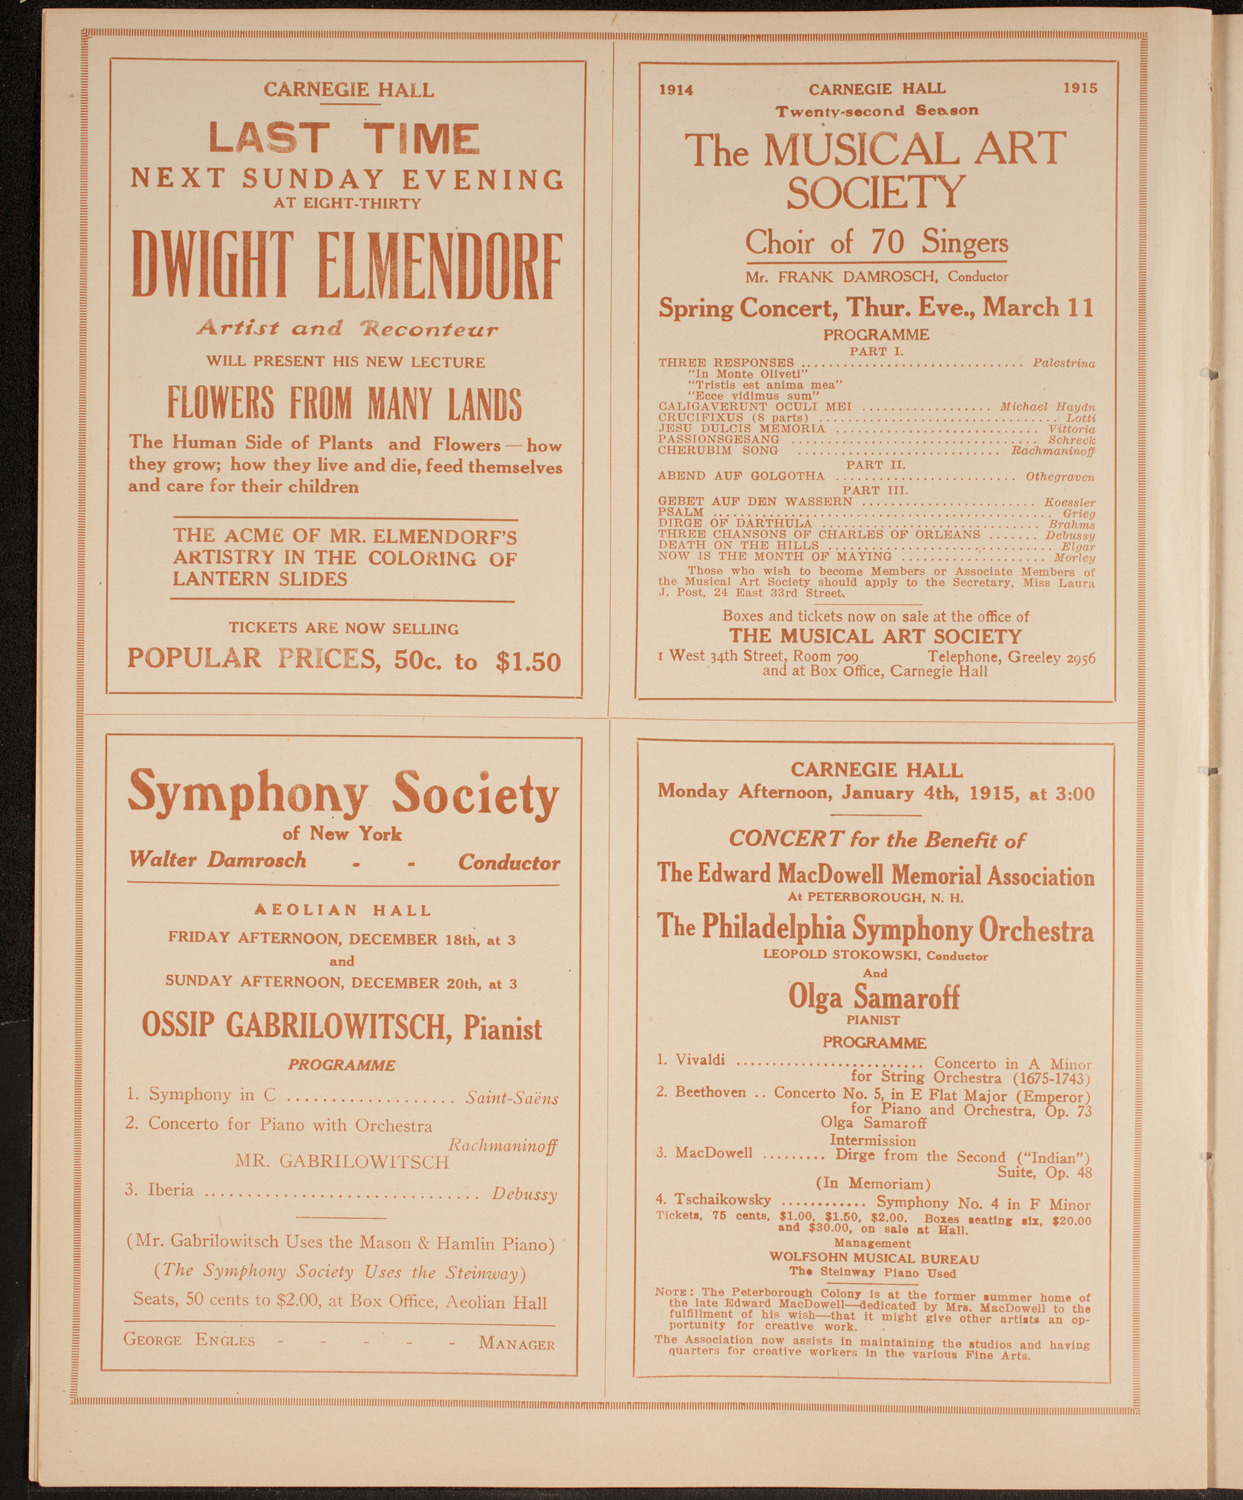 CARNEGIE HALL
LAST TIME
NEXT SUNDAY EVENING
AT EIGHT-THIRTY
DWIGHT ELMENDORF
Artist and Reconteur
WILL PRESENT HIS NEW LECTURE
FLOWERS FROM MANY LANDS
The Human Side of Plants and Flowers—how
they grow; how they live and die, feed themselves
and care for their children
THE ACME OF MR. ELMENDORF'S
ARTISTRY IN THE COLORING OF
LANTERN SLIDES
TICKETS ARE NOW SELLING
POPULAR PRICES, 50c. to $1.50
1914 CARNEGIE HALL 1915
Twenty-second Season
The MUSICAL ART
SOCIETY
Choir of 70 Singers
Mr. FRANK DAMROSCH, Conductor
Spring Concert, Thur. Eve., March 11
PROGRAMME
PART I.
THREE RESPONSES .............................. Palestrina
"In Monte Oliveti"
"Tristis est anima mea"
"Ecce vidimus sum"
CALIGAVERUNT OCULI MEI .................. Michael Haydn
CRUCIFIXUS (8 parts) .................................. Lotti
JESU DULCIS MEMORIA ............................. Vittoria
PASSIONSGESANG .................................. Schreck
CHERUBIM SONG ............................ Rachmaninoff
PART II.
ABEND AUF GOLGOTHA ......................... Othegraven
PART III.
GEBET AUF DEN WASSERN ........................ Koessler
PSALM .................................................. Grieg
DIRGE OF DARTHULA .............................. Brahms
THREE CHANSONS OF CHARLES OF ORLEANS ....... Debussy
DEATH ON THE HILLS ............................... Elgar
NOW IS THE MONTH OF MAYING .................... Morley
Those who wish to become Members or Associate Members of
the Musical Art Society should apply to the Secretary, Miss Laura
J. Post, 24 East 33rd Street.
Boxes and tickets now on sale at the office of
THE MUSICAL ART SOCIETY
1 West 34th Street, Room 709 Telephone, Greeley 2956
and at Box Office, Carnegie Hall
Symphony Society
of New York
Walter Damrosch - - Conductor
AEOLIAN HALL
FRIDAY AFTERNOON, DECEMBER 18th, at 3
and
SUNDAY AFTERNOON, DECEMBER 20th, at 3
OSSIP GABRILOWITSCH, Pianist
PROGRAMME
1. Symphony in C ................... Saint-Saëns
2. Concerto for Piano with Orchestra
Rachmaninoff
MR. GABRILOWITSCH
3. Iberia ............................... Debussy
(Mr. Gabrilowitsch Uses the Mason & Hamlin Piano)
(The Symphony Society Uses the Steinway)
Seats, 50 cents to $2.00, at Box Office, Aeolian Hall
GEORGE ENGLES - - - - - MANAGER
CARNEGIE HALL
Monday Afternoon, January 4th, 1915, at 3:00
CONCERT for the Benefit of
The Edward MacDowell Memorial Association
At PETERBOROUGH, N. H.
The Philadelphia Symphony Orchestra
LEOPOLD STOKOWSKI, Conductor
And
Olga Samaroff
PIANIST
PROGRAMME
1. Vivaldi .......................... Concerto in A Minor
for String Orchestra (1675-1743)
2. Beethoven .. Concerto No. 5, in E Flat Major (Emperor)
for Piano and Orchestra, Op. 73
Olga Samaroff
Intermission
3. MacDowell ......... Dirge from the Second ("Indian")
Suite, Op. 48
(In Memoriam)
4. Tschaikowsky ............ Symphony No. 4 in F Minor
Tickets, 75 cents, $1.00, $1.50, $2.00. Boxes seating six, $20.00
and $30.00, on sale at Hall.
Management
WOLFSOHN MUSICAL BUREAU
The Steinway Piano Used
NOTE: The Peterborough Colony is at the former summer home of
the late Edward MacDowell—dedicated by Mrs. MacDowell to the
fulfillment of his wish—that it might give other artists an op-
portunity for creative work.
The Association now assists in maintaining the studios and having
quarters for creative workers in the various Fine Arts.